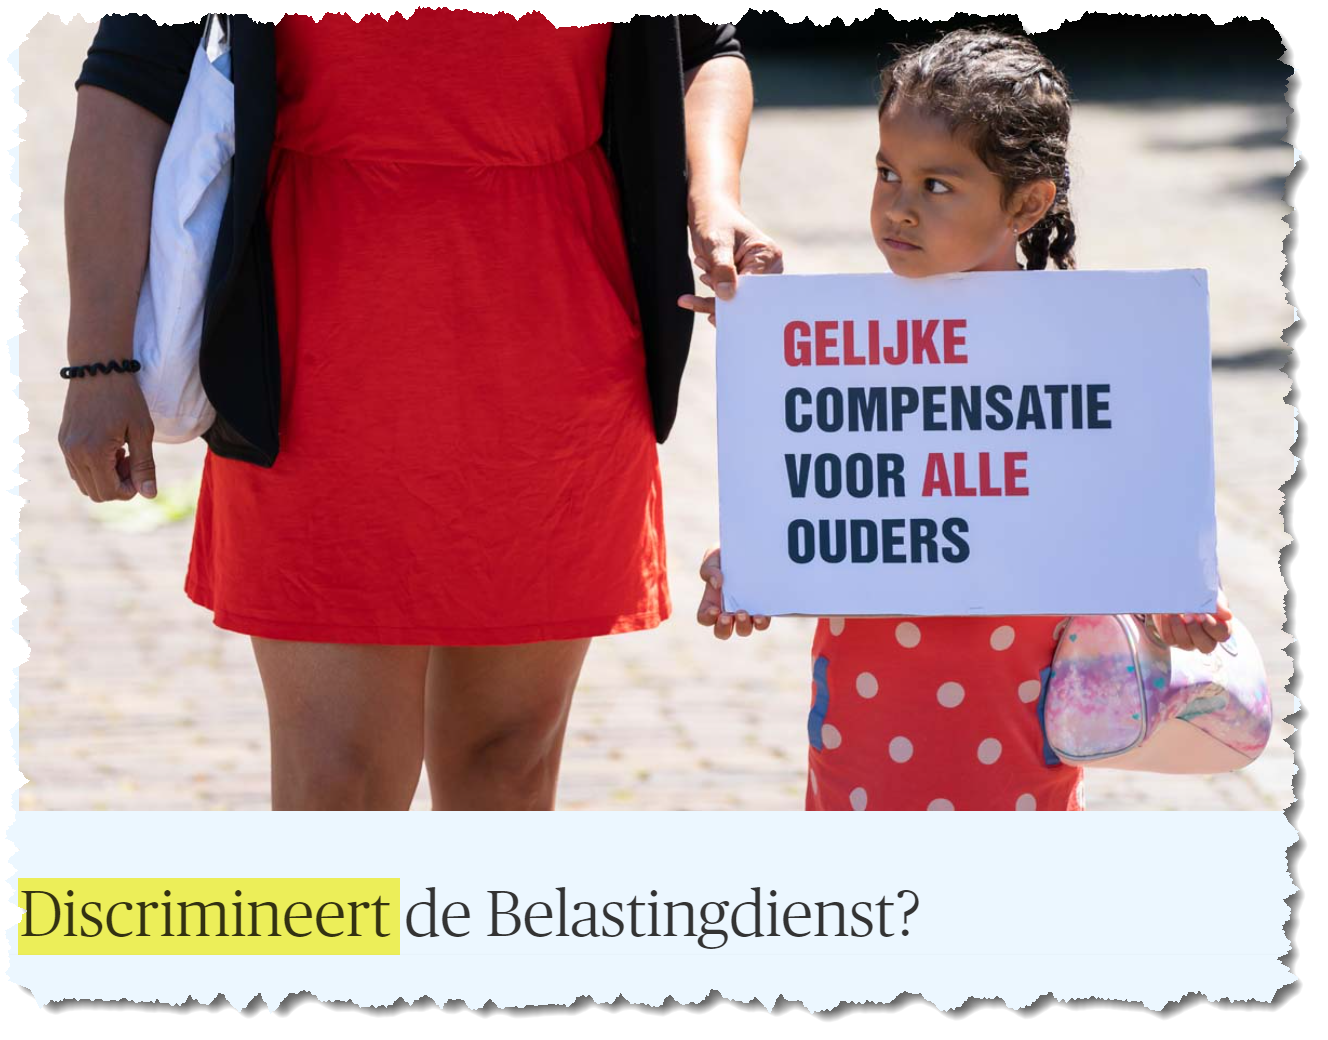 GELIJKE
COMPENSATIE
VOOR ALLE
OUDERS
Discrimineert de Belastingdienst?